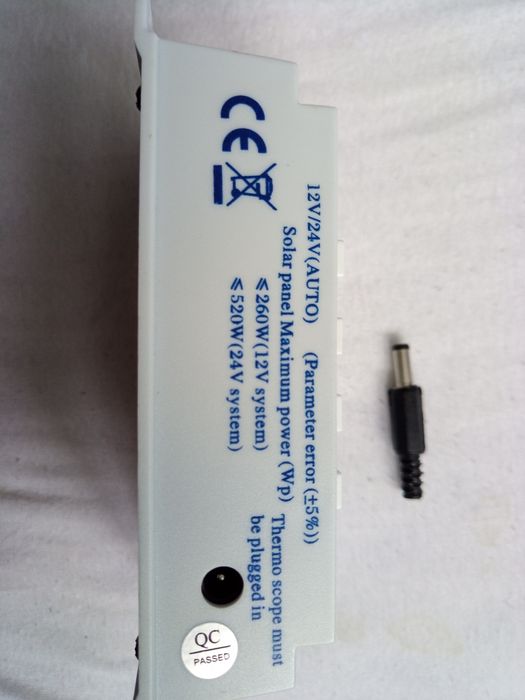 CE
12V/24V(AUTO) (Parameter error (±5%))
Solar panel Maximum power (Wp)
≤260W(12V system)
≤520W(24V system)
Thermo scope must
be plugged in
QC
PASSED